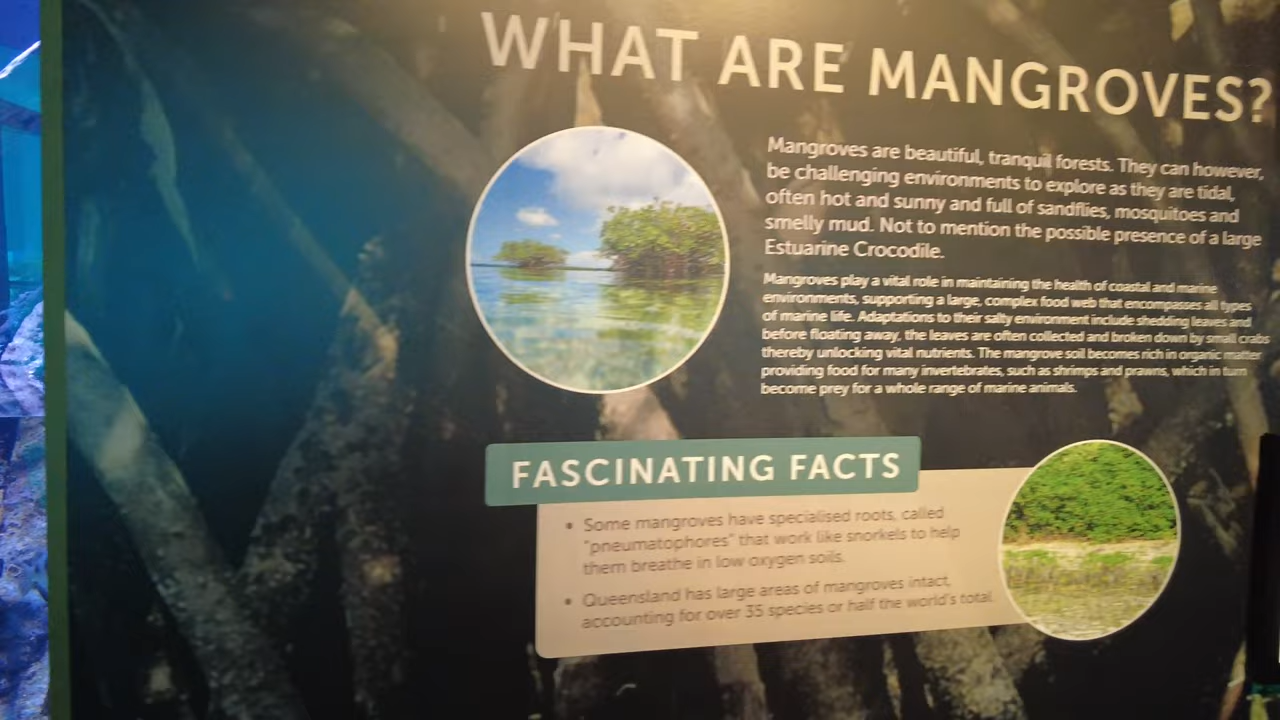 WHAT ARE MANGROVES?
Mangroves are beautiful, tranquil forests. They can however,
be challenging environments to explore as they are tidal,
often hot and sunny and full of sandflies, mosquitoes and
smelly mud. Not to mention the possible presence of a large
Estuarine Crocodile.
Mangroves play a vital role in maintaining the health of coastal and marine
environments, supporting a large, complex food web that encompasses all types
of marine life. Adaptations to their salty environment include shedding leaves and
before floating away, the leaves are often collected and broken down by small crabs
thereby unlocking vital nutrients. The mangrove soil becomes rich in organic matter
providing food for many invertebrates, such as shrimps and prawns, which in turn
become prey for a whole range of marine animals.
FASCINATING FACTS
• Some mangroves have specialised roots, called
"pneumatophores" that work like snorkels to help
them breathe in low oxygen soils.
• Queensland has large areas of mangroves intact,
accounting for over 35 species or half the world's total.